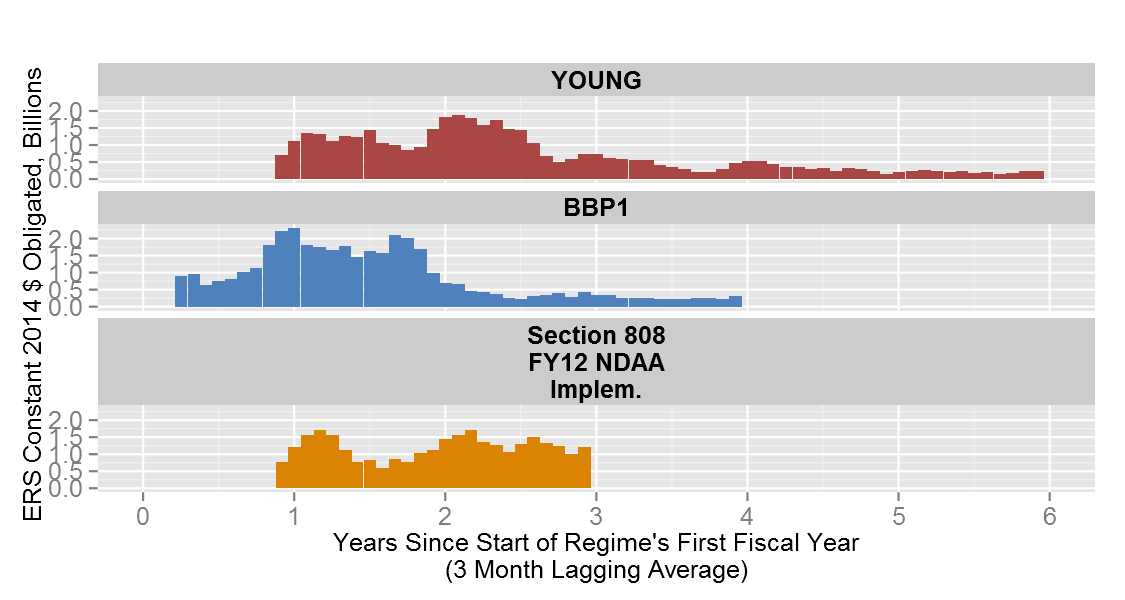 YOUNG
2.0
1.5
1.0
0.5
0.0
BBP1
2.0
1.5
1.0
0.5
0.0
Section 808
FY12 NDAA
Implem.
2.0
1.5
1.0
0.5
0.0
ERS Constant 2014 $ Obligated, Billions
0 1 2 3 4 5 6
Years Since Start of Regime's First Fiscal Year
(3 Month Lagging Average)